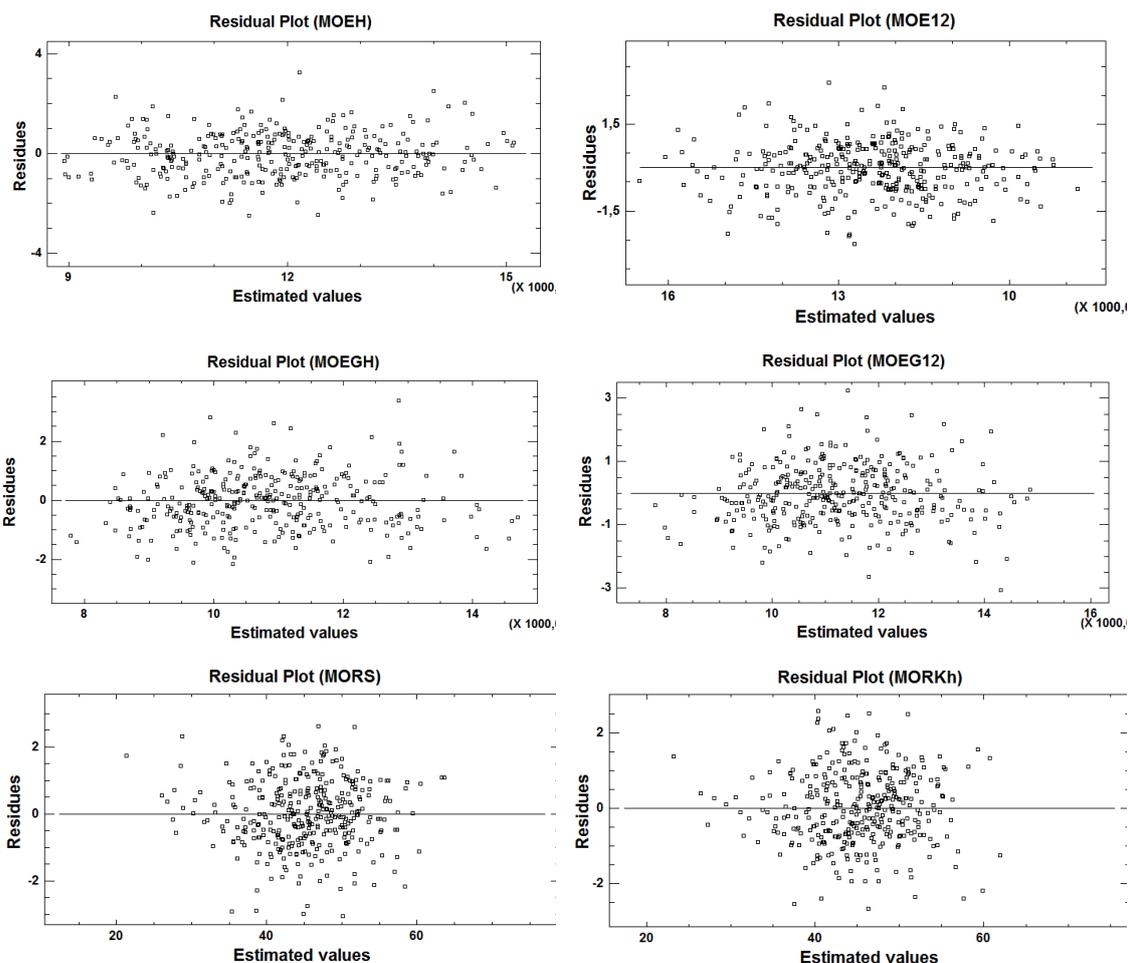 Residual Plot (MOEH)
4
0
-4
Residues
9
12
15
(X 1000,
Estimated values
Residual Plot (MOE12)
1,5
-1,5
Residues
16
13
10
(X 1000,
Estimated values
Residual Plot (MOEGH)
2
0
-2
Residues
8
10
12
14
(X 1000,
Estimated values
Residual Plot (MOEG12)
3
1
-1
-3
Residues
8
10
12
14
16
(X 1000,
Estimated values
Residual Plot (MORS)
2
0
-2
Residues
20
40
60
Estimated values
Residual Plot (MORKh)
2
0
-2
Residues
20
40
60
Estimated values